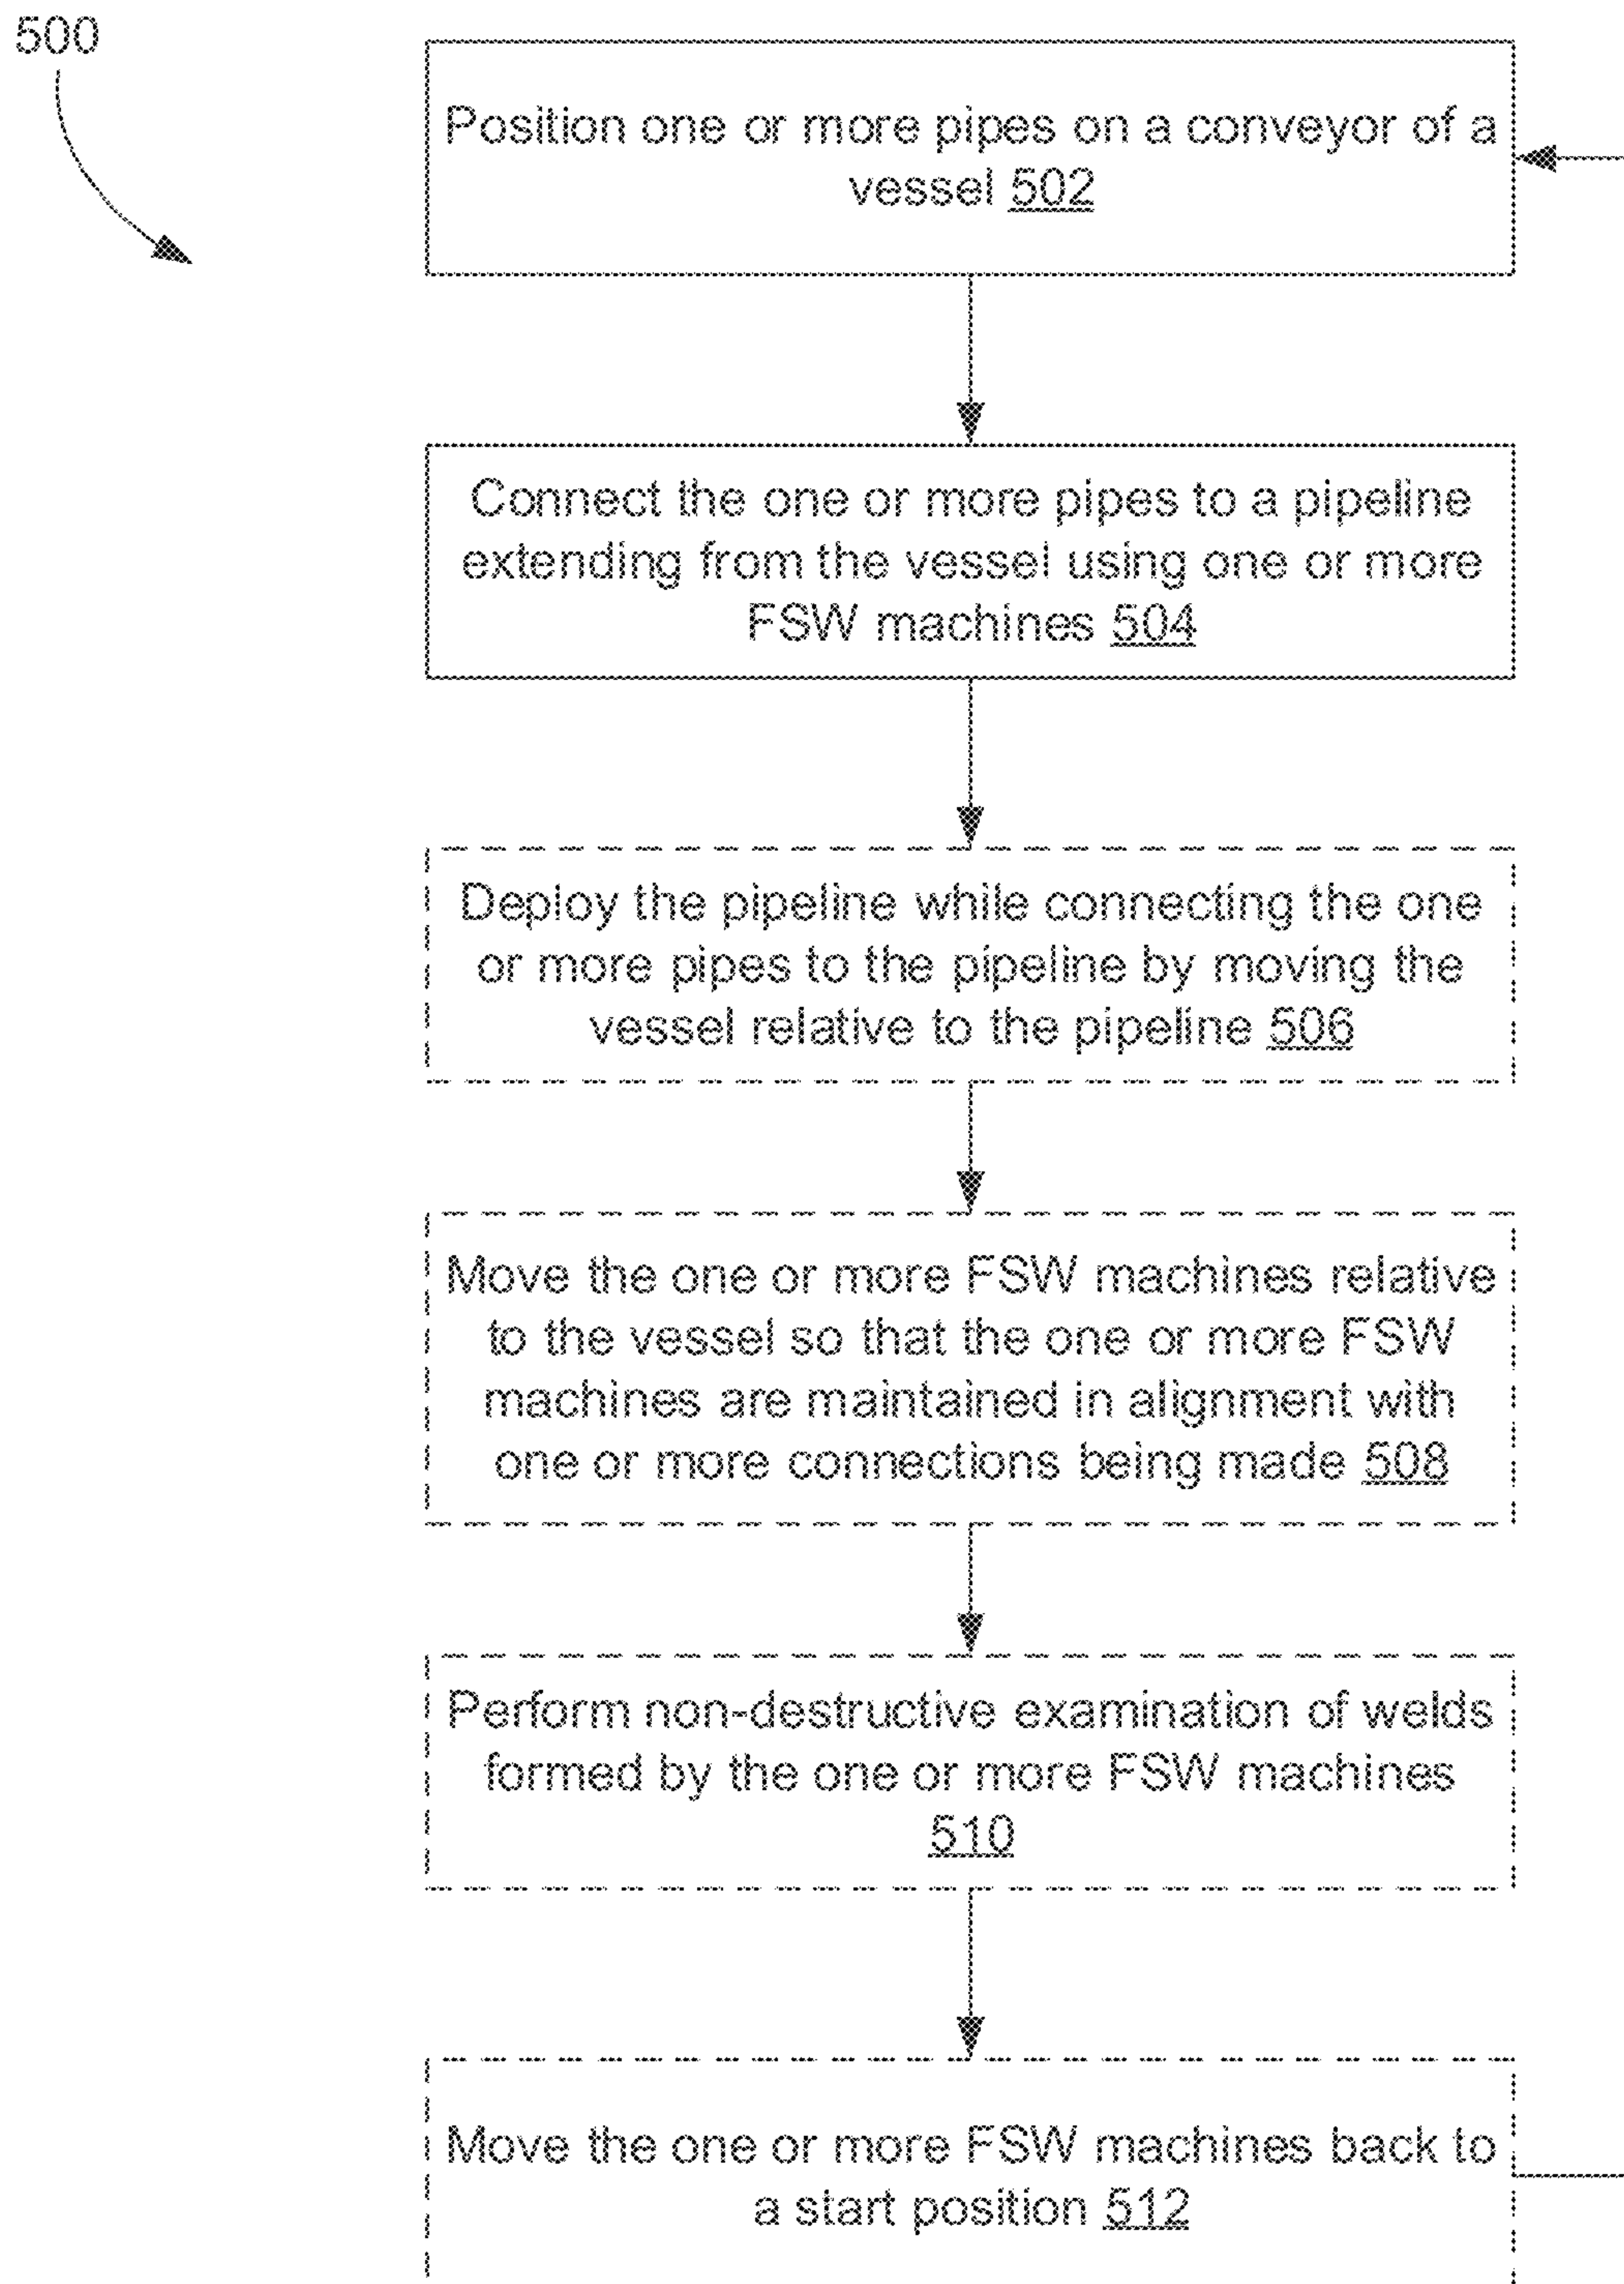 500
Position one or more pipes on a conveyor of a
vessel 502
Connect the one or more pipes to a pipeline
extending from the vessel using one or more
FSW machines 504
Deploy the pipeline while connecting the one
or more pipes to the pipeline by moving the
vessel relative to the pipeline 506
Move the one or more FSW machines relative
to the vessel so that the one or more FSW
machines are maintained in alignment with
one or more connections being made 508
Perform non-destructive examination of welds
formed by the one or more FSW machines
510
Move the one or more FSW machines back to
a start position 512